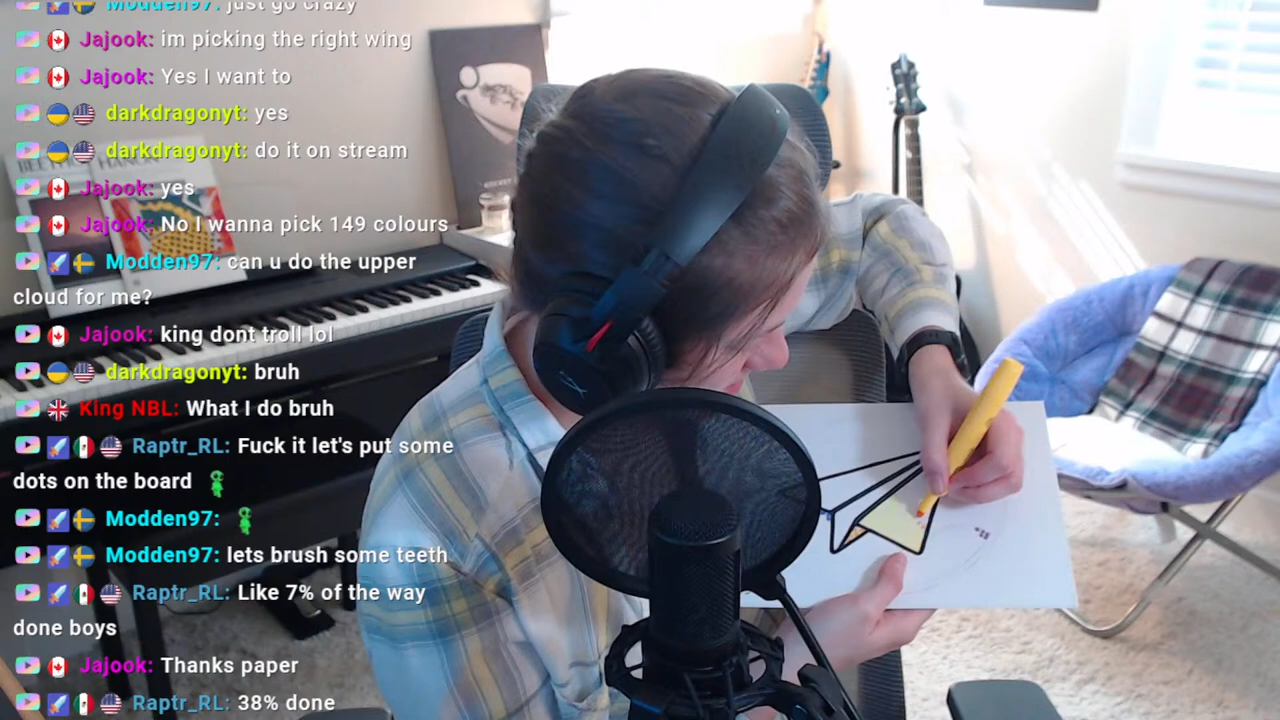 Modden97: just go crazy
Jajook: im picking the right wing
Jajook: Yes I want to
darkdragonyt: yes
darkdragonyt: do it on stream
Jajook: yes
Jajook: No I wanna pick 149 colours
Modden97: can u do the upper
cloud for me?
Jajook: king dont troll lol
darkdragonyt: bruh
King NBL: What I do bruh
Raptr_RL: Fuck it let's put some
dots on the board
Modden97:
Modden97: lets brush some teeth
Raptr_RL: Like 7% of the way
done boys
Jajook: Thanks paper
Raptr_RL: 38% done